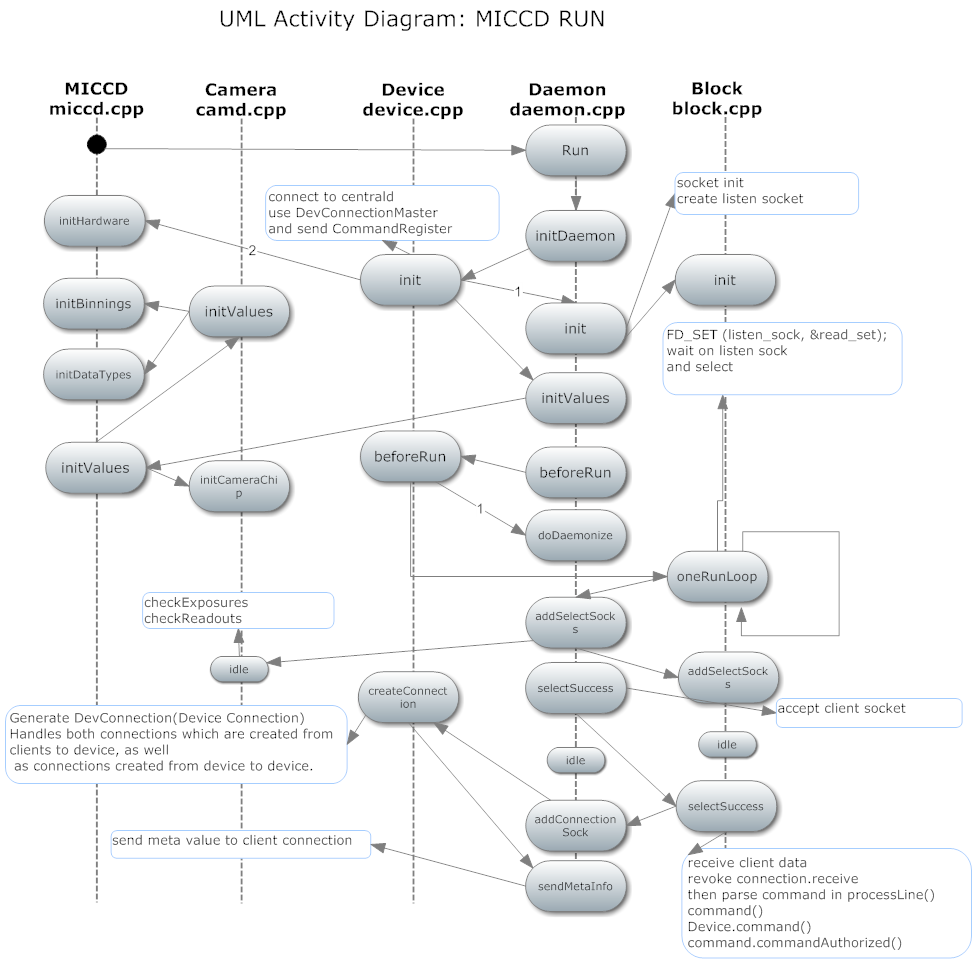 UML Activity Diagram: MICCD RUN
MICCD
miccd.cpp
Camera
camd.cpp
Device
device.cpp
Daemon
daemon.cpp
Block
block.cpp
Run
socket init
create listen socket
connect to centrald
use DevConnectionMaster
and send CommandRegister
initHardware
initDaemon
2
init
init
1
initBinnings
initValues
init
FD_SET (listen_sock, &read_set);
wait on listen sock
and select
initDataTypes
initValues
beforeRun
initValues
beforeRun
initCameraChi
p
1
doDaemonize
oneRunLoop
checkExposures
checkReadouts
addSelectSock
s
idle
addSelectSock
s
createConnect
ion
selectSuccess
accept client socket
Generate DevConnection(Device Connection)
Handles both connections which are created from
clients to device, as well
as connections created from device to device.
idle
idle
selectSuccess
addConnection
Sock
send meta value to client connection
sendMetaInfo
receive client data
revoke connection.receive
then parse command in processLine()
command()
Device.command()
command.commandAuthorized()